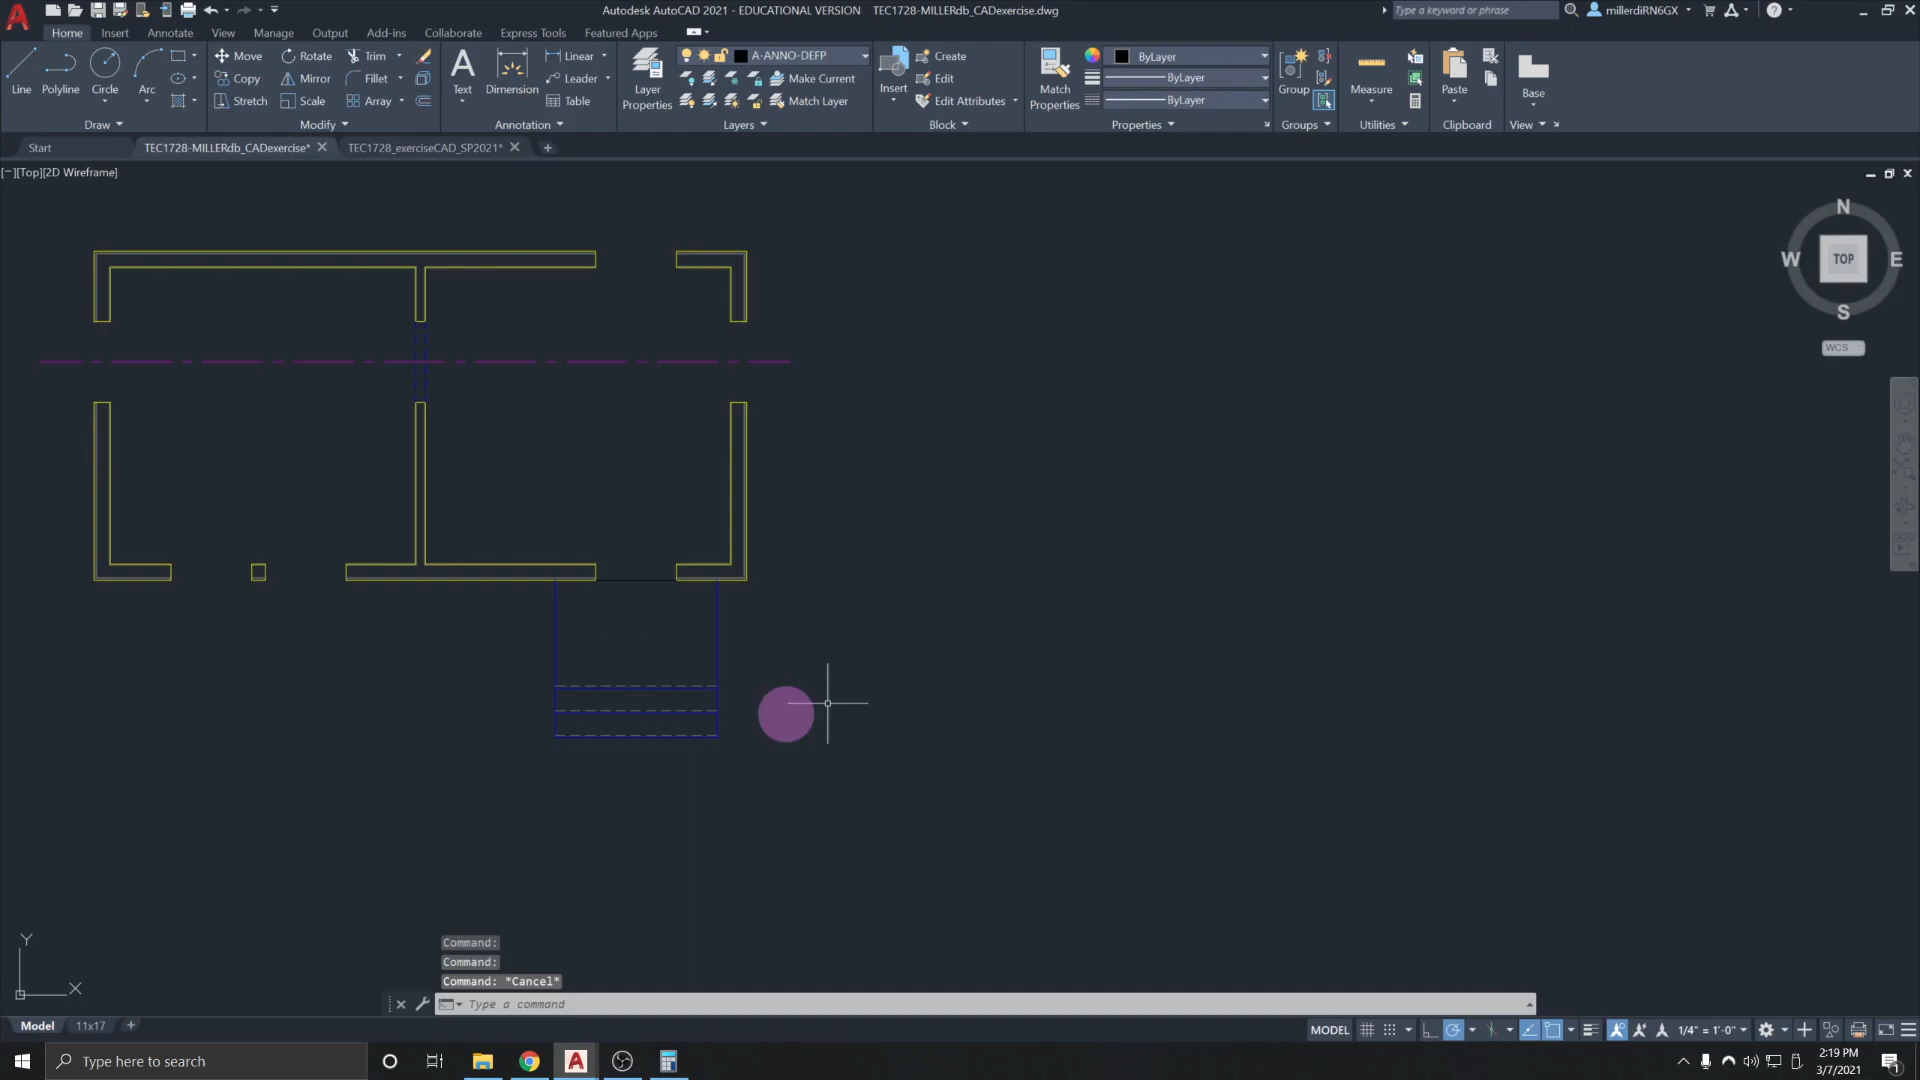 Autodesk AutoCAD 2021 - EDUCATIONAL VERSION TEC1728-MILLERdb_CADexercise.dwg
Type a keyword or phrase
millerdiRN6GX
Home Insert Annotate View Manage Output Add-ins Collaborate Express Tools Featured Apps
Line
Polyline
Circle
Arc
Draw
Move Rotate Trim
Copy Mirror Fillet
Stretch Scale Array
Modify
Text
Dimension
Linear
Leader
Table
Annotation
Layer
Properties
A-ANNO-DEFP
Make Current
Match Layer
Layers
Insert
Create
Edit
Edit Attributes
Block
Match
Properties
ByLayer
ByLayer
ByLayer
Properties
Group
Groups
Measure
Utilities
Paste
Clipboard
Base
View
Start TEC1728-MILLERdb_CADexercise* TEC1728_exerciseCAD_SP2021*
[−][Top][2D Wireframe]
N
W TOP E
S
WCS
Y
X
Command:
Command:
Command: *Cancel*
Type a command
Model 11x17
MODEL 1/4" = 1'-0"
Type here to search
2:19 PM
3/7/2021
1